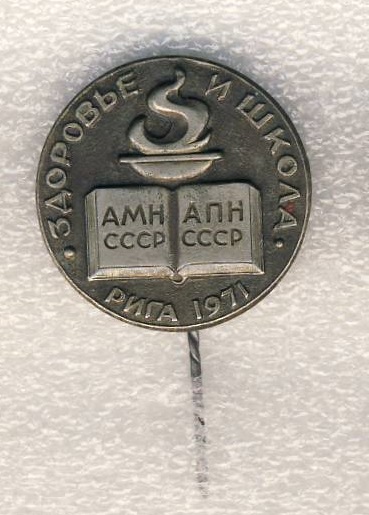 ЗДОРОВЬЕ И ШКОЛА
АМН АПН
СССР СССР
РИГА 1971